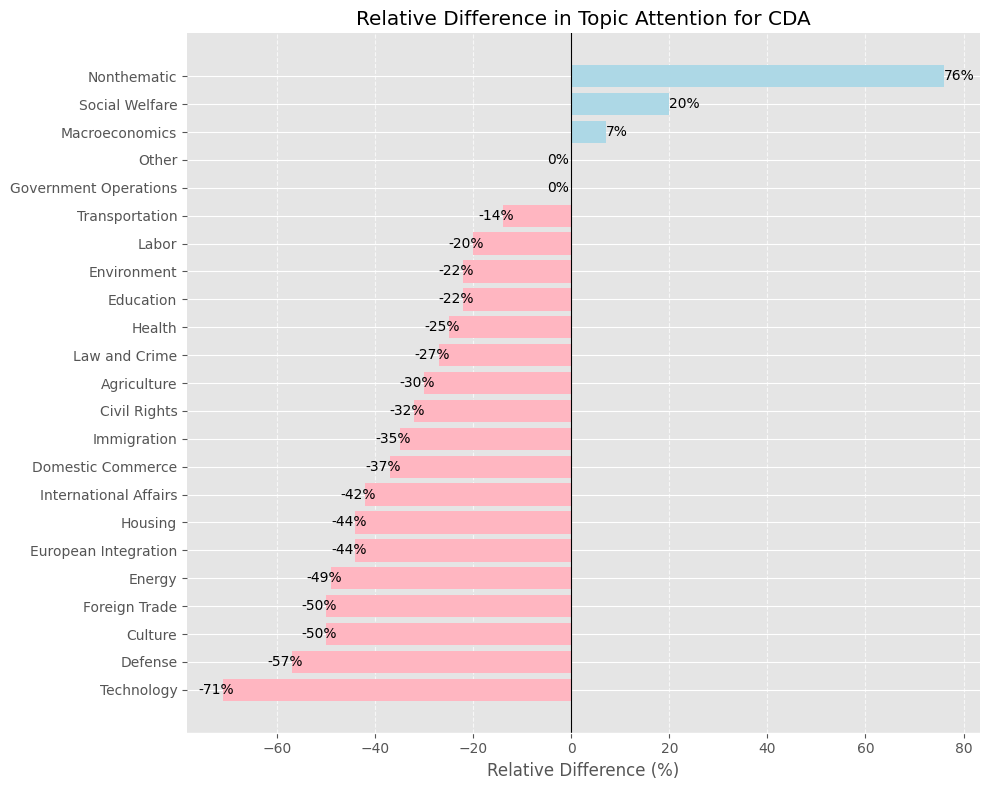 Relative Difference in Topic Attention for CDA
Nonthematic 76%
Social Welfare 20%
Macroeconomics 7%
Other 0%
Government Operations 0%
Transportation -14%
Labor -20%
Environment -22%
Education -22%
Health -25%
Law and Crime -27%
Agriculture -30%
Civil Rights -32%
Immigration -35%
Domestic Commerce -37%
International Affairs -42%
Housing -44%
European Integration -44%
Energy -49%
Foreign Trade -50%
Culture -50%
Defense -57%
Technology -71%
−60 −40 −20 0 20 40 60 80
Relative Difference (%)